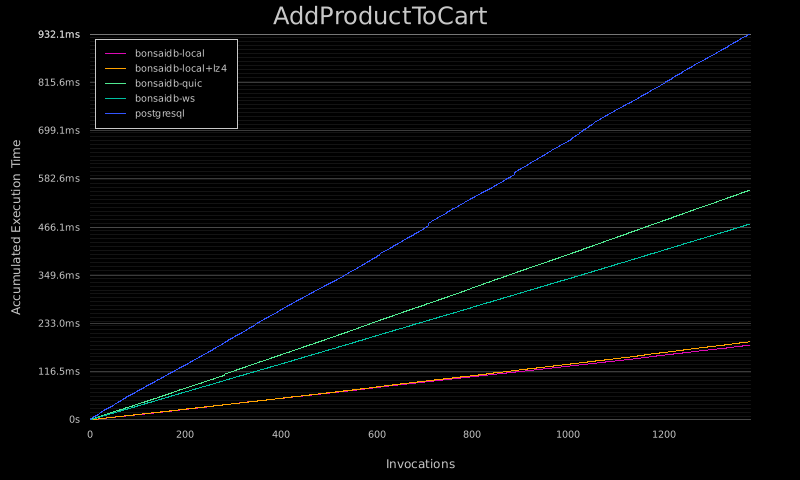 AddProductToCart
932.1ms
815.6ms
699.1ms
582.6ms
466.1ms
349.6ms
233.0ms
116.5ms
0s
bonsaidb-local
bonsaidb-local+lz4
bonsaidb-quic
bonsaidb-ws
postgresql
Accumulated Execution Time
0 200 400 600 800 1000 1200
Invocations